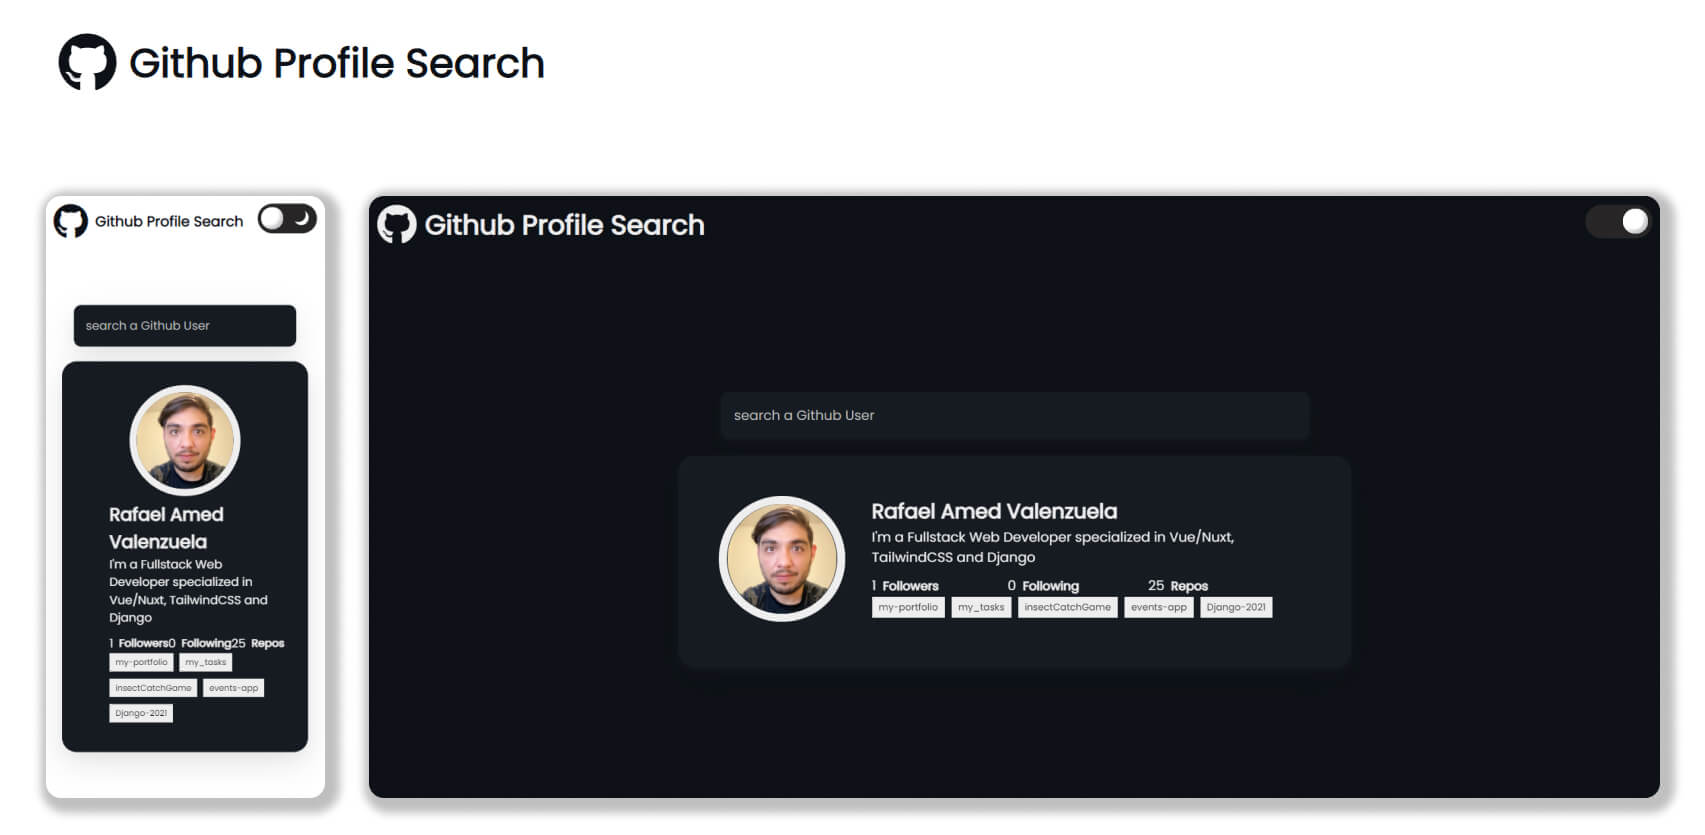 Github Profile Search
Github Profile Search
search a Github User
Rafael Amed
Valenzuela
I'm a Fullstack Web
Developer specialized in
Vue/Nuxt, TailwindCSS and
Django
1 Followers0 Following25 Repos
my-portfolio my_tasks
insectCatchGame events-app
Django-2021
Github Profile Search
search a Github User
Rafael Amed Valenzuela
I'm a Fullstack Web Developer specialized in Vue/Nuxt,
TailwindCSS and Django
1 Followers 0 Following 25 Repos
my-portfolio my_tasks insectCatchGame events-app Django-2021